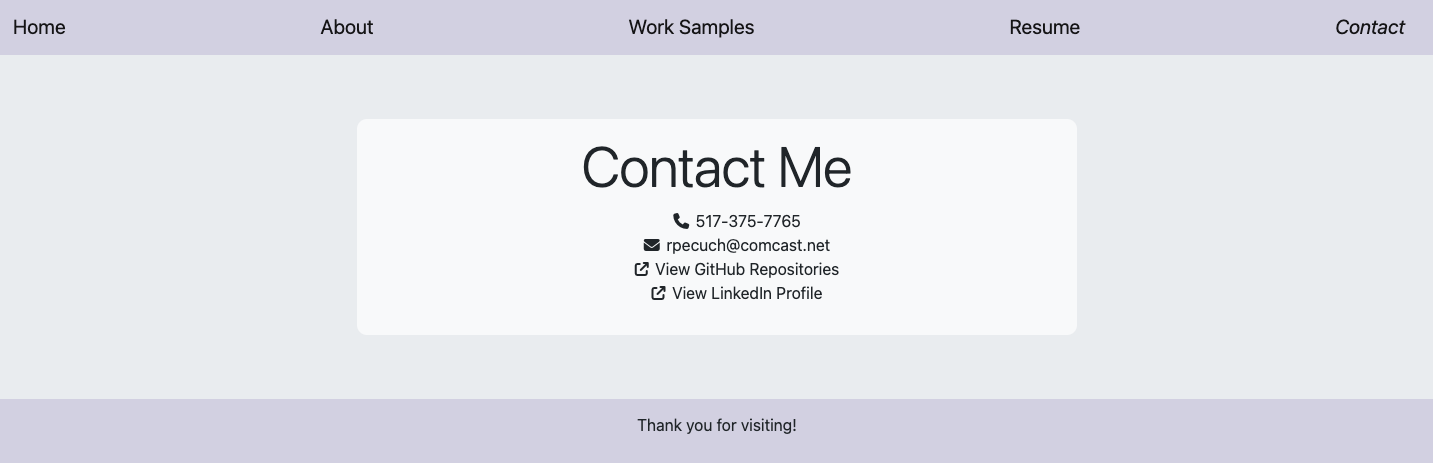 Home About Work Samples Resume Contact
Contact Me
517-375-7765
rpecuch@comcast.net
View GitHub Repositories
View LinkedIn Profile
Thank you for visiting!